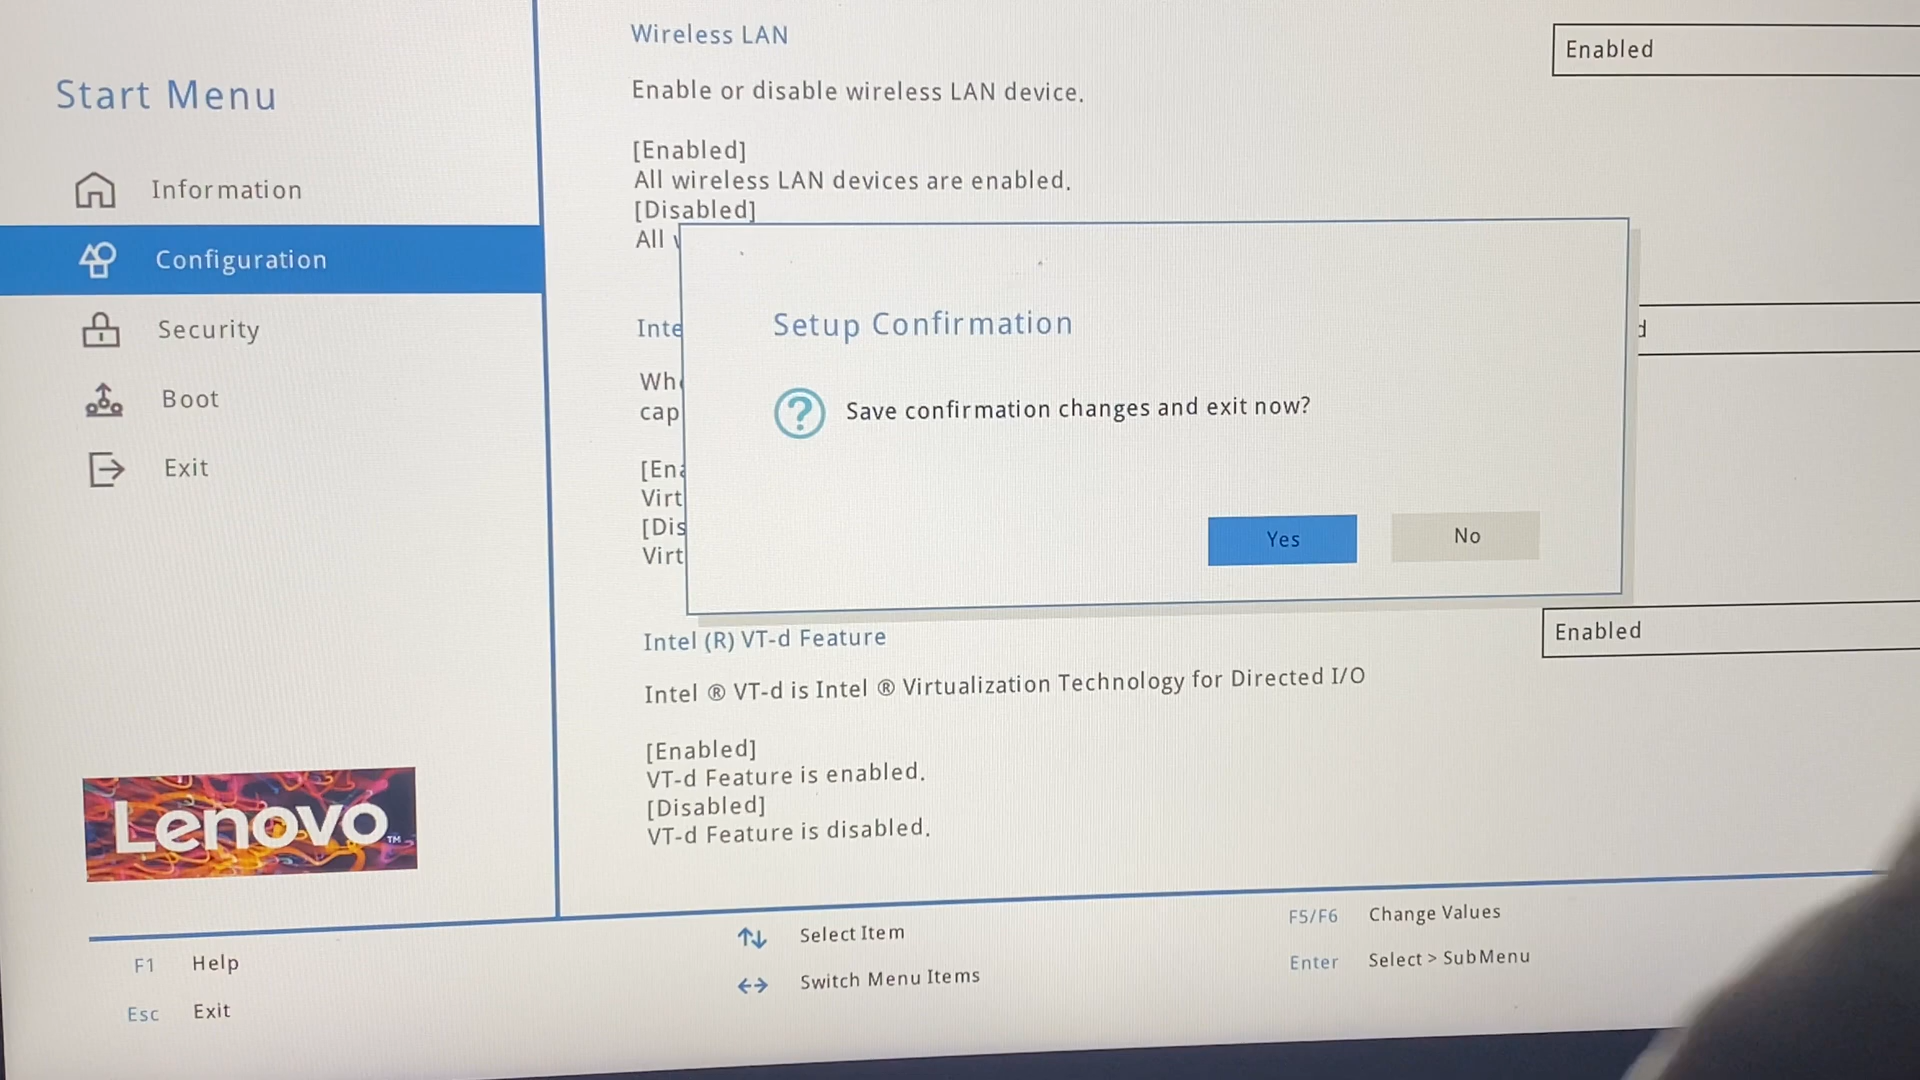 Start Menu
Information
Configuration
Security
Boot
Exit
Lenovo™
Wireless LAN
Enabled
Enable or disable wireless LAN device.
[Enabled]
All wireless LAN devices are enabled.
[Disabled]
All
Inte
d
Wh
cap
[Ena
Virt
[Dis
Virt
Setup Confirmation
Save confirmation changes and exit now?
Yes
No
Intel (R) VT-d Feature
Enabled
Intel ® VT-d is Intel ® Virtualization Technology for Directed I/O
[Enabled]
VT-d Feature is enabled.
[Disabled]
VT-d Feature is disabled.
F1 Help
Esc Exit
Select Item
Switch Menu Items
F5/F6 Change Values
Enter Select > SubMenu